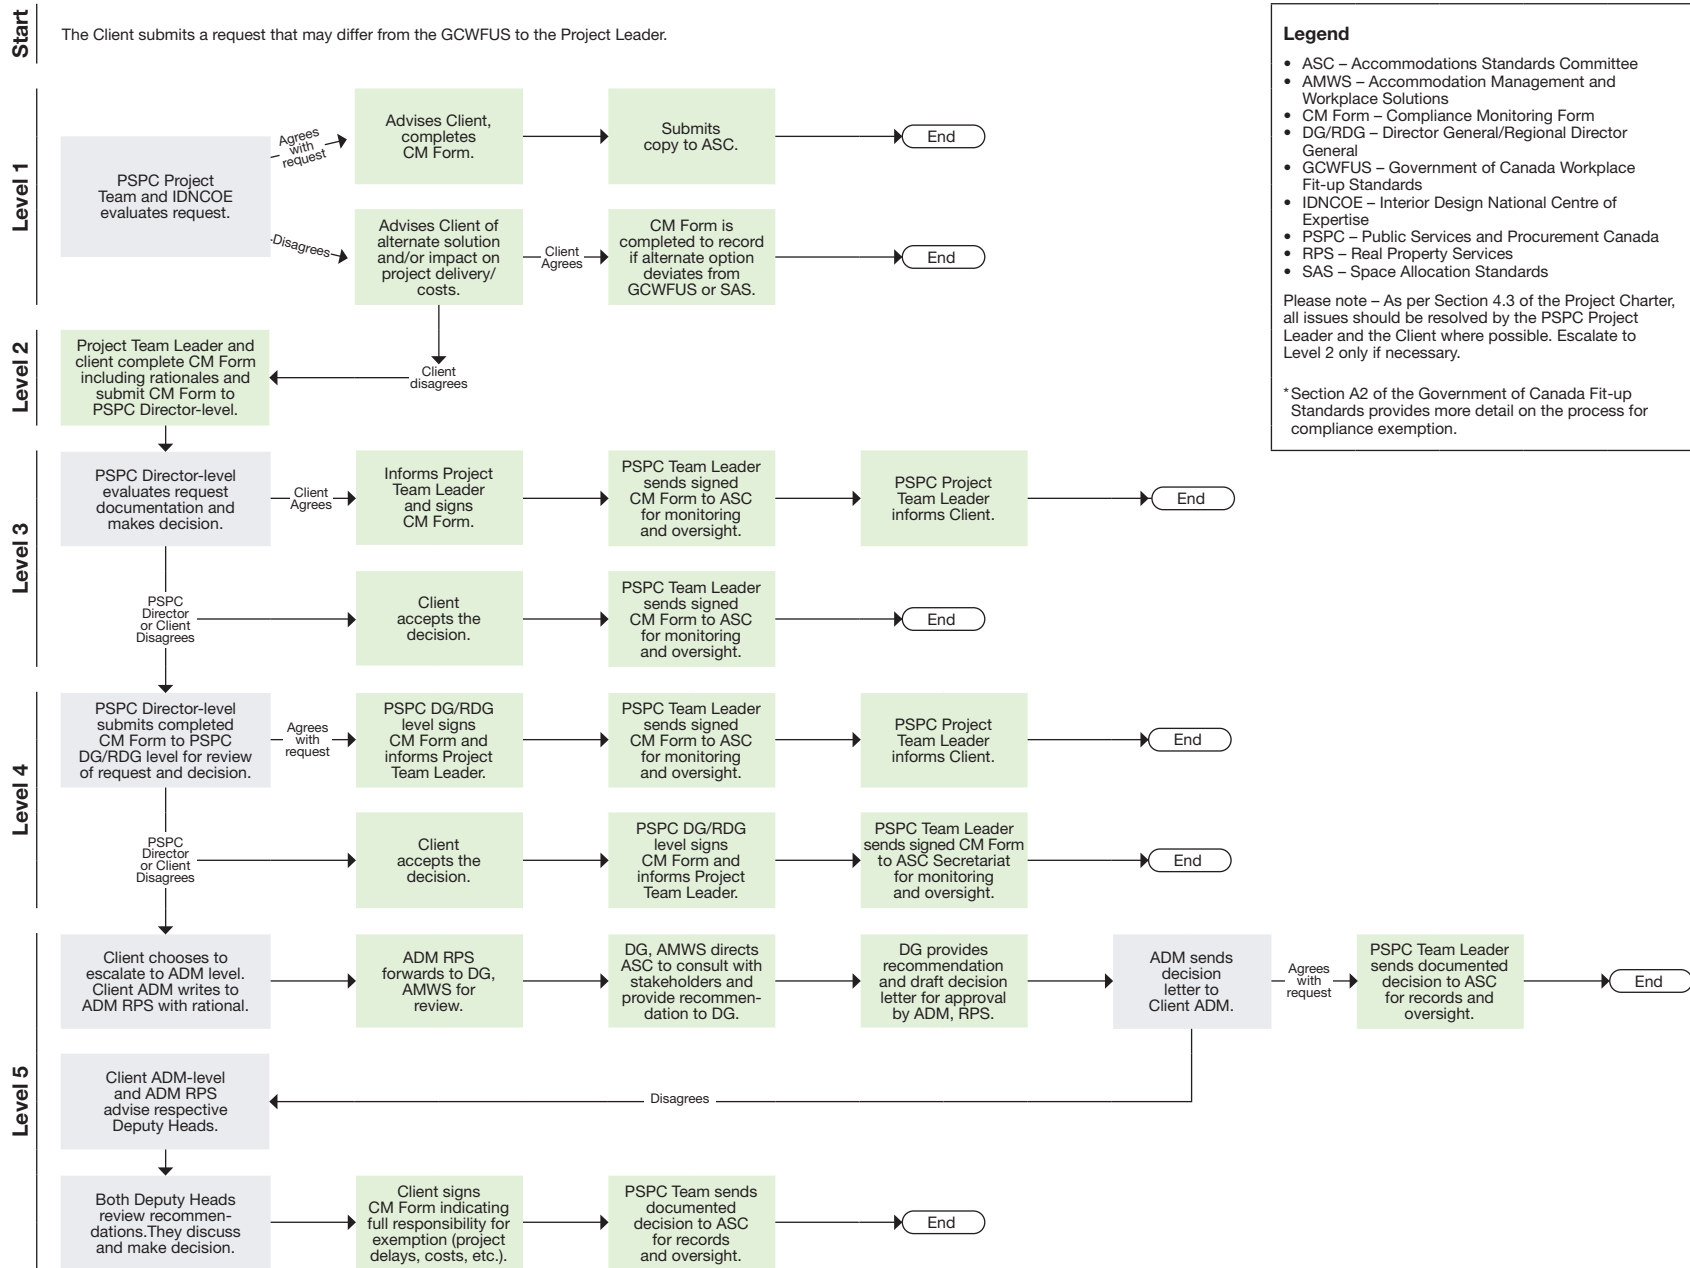 Start
The Client submits a request that may differ from the GCWFUS to the Project Leader.
Legend
• ASC – Accommodations Standards Committee
• AMWS – Accommodation Management and
Workplace Solutions
• CM Form – Compliance Monitoring Form
• DG/RDG – Director General/Regional Director
General
• GCWFUS – Government of Canada Workplace
Fit-up Standards
• IDNCOE – Interior Design National Centre of
Expertise
• PSPC – Public Services and Procurement Canada
• RPS – Real Property Services
• SAS – Space Allocation Standards
Please note – As per Section 4.3 of the Project Charter,
all issues should be resolved by the PSPC Project
Leader and the Client where possible. Escalate to
Level 2 only if necessary.
* Section A2 of the Government of Canada Fit-up
Standards provides more detail on the process for
compliance exemption.
Level 1
PSPC Project
Team and IDNCOE
evaluates request.
Agrees
with
request
Advises Client,
completes
CM Form.
Submits
copy to ASC.
End
Disagrees
Advises Client of
alternate solution
and/or impact on
project delivery/
costs.
Client
Agrees
CM Form is
completed to record
if alternate option
deviates from
GCWFUS or SAS.
End
Client
disagrees
Level 2
Project Team Leader and
client complete CM Form
including rationales and
submit CM Form to
PSPC Director-level.
Level 3
PSPC Director-level
evaluates request
documentation and
makes decision.
Client
Agrees
Informs Project
Team Leader
and signs
CM Form.
PSPC Team Leader
sends signed
CM Form to ASC
for monitoring
and oversight.
PSPC Project
Team Leader
informs Client.
End
PSPC
Director
or Client
Disagrees
Client
accepts the
decision.
PSPC Team Leader
sends signed
CM Form to ASC
for monitoring
and oversight.
End
Level 4
PSPC Director-level
submits completed
CM Form to PSPC
DG/RDG level for review
of request and decision.
Agrees
with
request
PSPC DG/RDG
level signs
CM Form and
informs Project
Team Leader.
PSPC Team Leader
sends signed
CM Form to ASC
for monitoring
and oversight.
PSPC Project
Team Leader
informs Client.
End
PSPC
Director
or Client
Disagrees
Client
accepts the
decision.
PSPC DG/RDG
level signs
CM Form and
informs Project
Team Leader.
PSPC Team Leader
sends signed CM Form
to ASC Secretariat
for monitoring
and oversight.
End
Level 5
Client chooses to
escalate to ADM level.
Client ADM writes to
ADM RPS with rational.
ADM RPS
forwards to DG,
AMWS for
review.
DG, AMWS directs
ASC to consult with
stakeholders and
provide recommen-
dation to DG.
DG provides
recommendation
and draft decision
letter for approval
by ADM, RPS.
ADM sends
decision
letter to
Client ADM.
Agrees
with
request
PSPC Team Leader
sends documented
decision to ASC
for records and
oversight.
End
Disagrees
Client ADM-level
and ADM RPS
advise respective
Deputy Heads.
Both Deputy Heads
review recommen-
dations.They discuss
and make decision.
Client signs
CM Form indicating
full responsibility for
exemption (project
delays, costs, etc.).
PSPC Team sends
documented
decision to ASC
for records
and oversight.
End